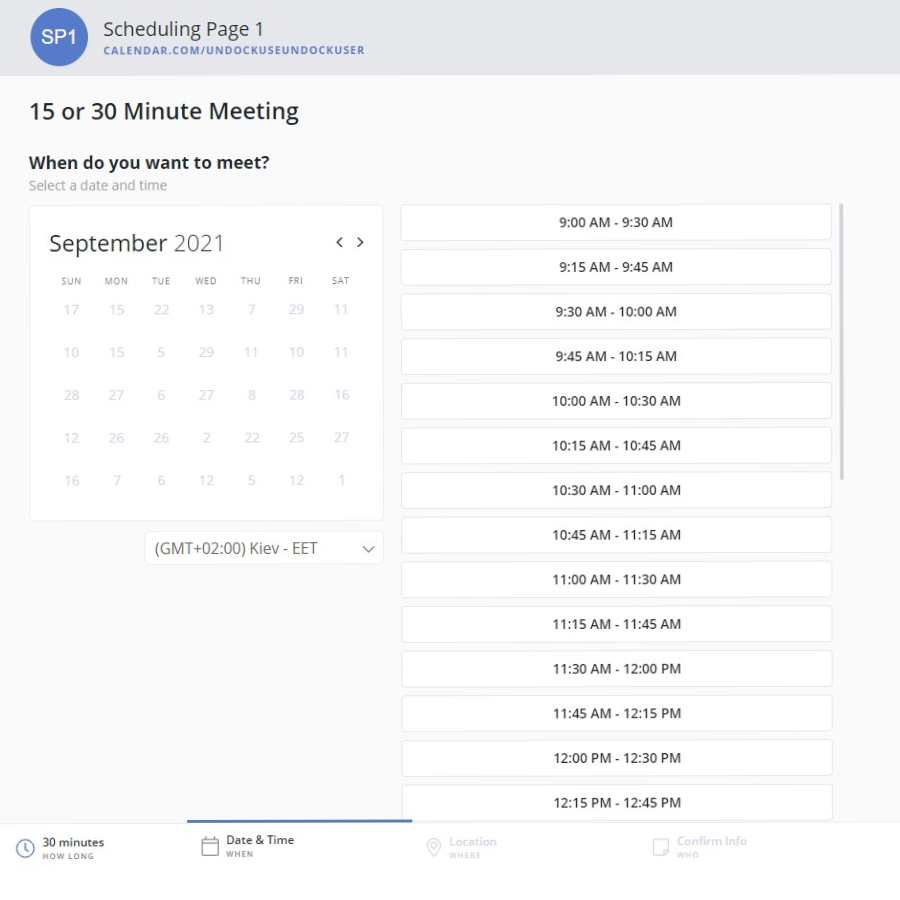 SP1
Scheduling Page 1
CALENDAR.COM/UNDOCKUSEUNDOCKUSER
15 or 30 Minute Meeting
When do you want to meet?
Select a date and time
September 2021
SUN MON TUE WED THU FRI SAT
17 15 22 13 7 29 11
10 15 5 29 11 10 11
28 27 6 27 8 28 16
12 26 26 2 22 25 27
16 7 6 12 5 12 1
(GMT+02:00) Kiev - EET
9:00 AM - 9:30 AM
9:15 AM - 9:45 AM
9:30 AM - 10:00 AM
9:45 AM - 10:15 AM
10:00 AM - 10:30 AM
10:15 AM - 10:45 AM
10:30 AM - 11:00 AM
10:45 AM - 11:15 AM
11:00 AM - 11:30 AM
11:15 AM - 11:45 AM
11:30 AM - 12:00 PM
11:45 AM - 12:15 PM
12:00 PM - 12:30 PM
12:15 PM - 12:45 PM
30 minutes
HOW LONG
Date & Time
WHEN
Location
WHERE
Confirm Info
WHO